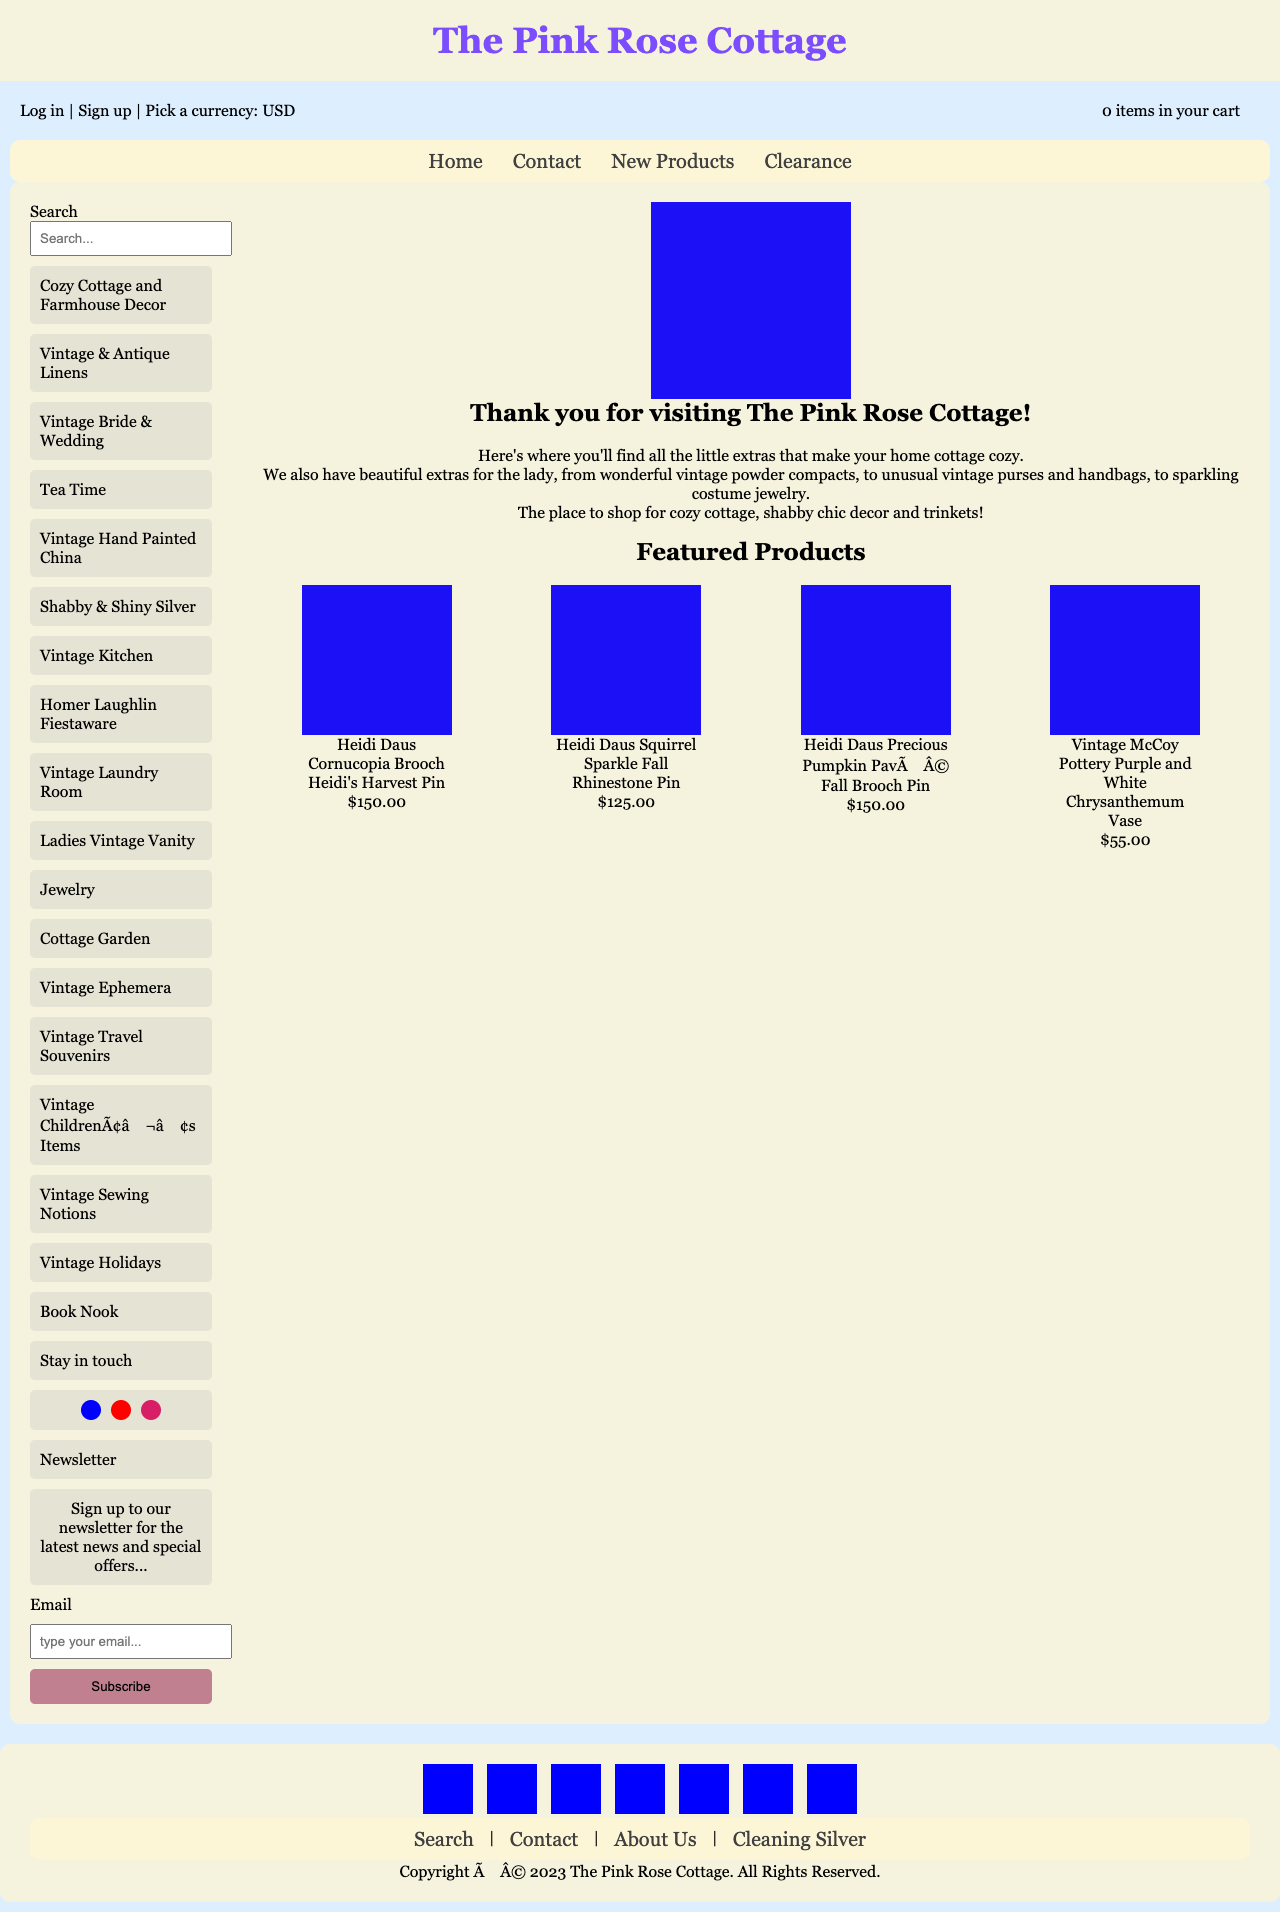 The Pink Rose Cottage
Log in | Sign up | Pick a currency: USD
0 items in your cart
Home Contact New Products Clearance
Search
Search...
Cozy Cottage and
Farmhouse Decor
Vintage & Antique
Linens
Vintage Bride &
Wedding
Tea Time
Vintage Hand Painted
China
Shabby & Shiny Silver
Vintage Kitchen
Homer Laughlin
Fiestaware
Vintage Laundry
Room
Ladies Vintage Vanity
Jewelry
Cottage Garden
Vintage Ephemera
Vintage Travel
Souvenirs
Vintage
ChildrenÃ¢â ¬â ¢s
Items
Vintage Sewing
Notions
Vintage Holidays
Book Nook
Stay in touch
Newsletter
Sign up to our
newsletter for the
latest news and special
offers...
Email
type your email...
Subscribe
Thank you for visiting The Pink Rose Cottage!
Here's where you'll find all the little extras that make your home cottage cozy.
We also have beautiful extras for the lady, from wonderful vintage powder compacts, to unusual vintage purses and handbags, to sparkling
costume jewelry.
The place to shop for cozy cottage, shabby chic decor and trinkets!
Featured Products
Heidi Daus
Cornucopia Brooch
Heidi's Harvest Pin
$150.00
Heidi Daus Squirrel
Sparkle Fall
Rhinestone Pin
$125.00
Heidi Daus Precious
Pumpkin PavÃ Â©
Fall Brooch Pin
$150.00
Vintage McCoy
Pottery Purple and
White
Chrysanthemum
Vase
$55.00
Search | Contact | About Us | Cleaning Silver
Copyright Ã Â© 2023 The Pink Rose Cottage. All Rights Reserved.